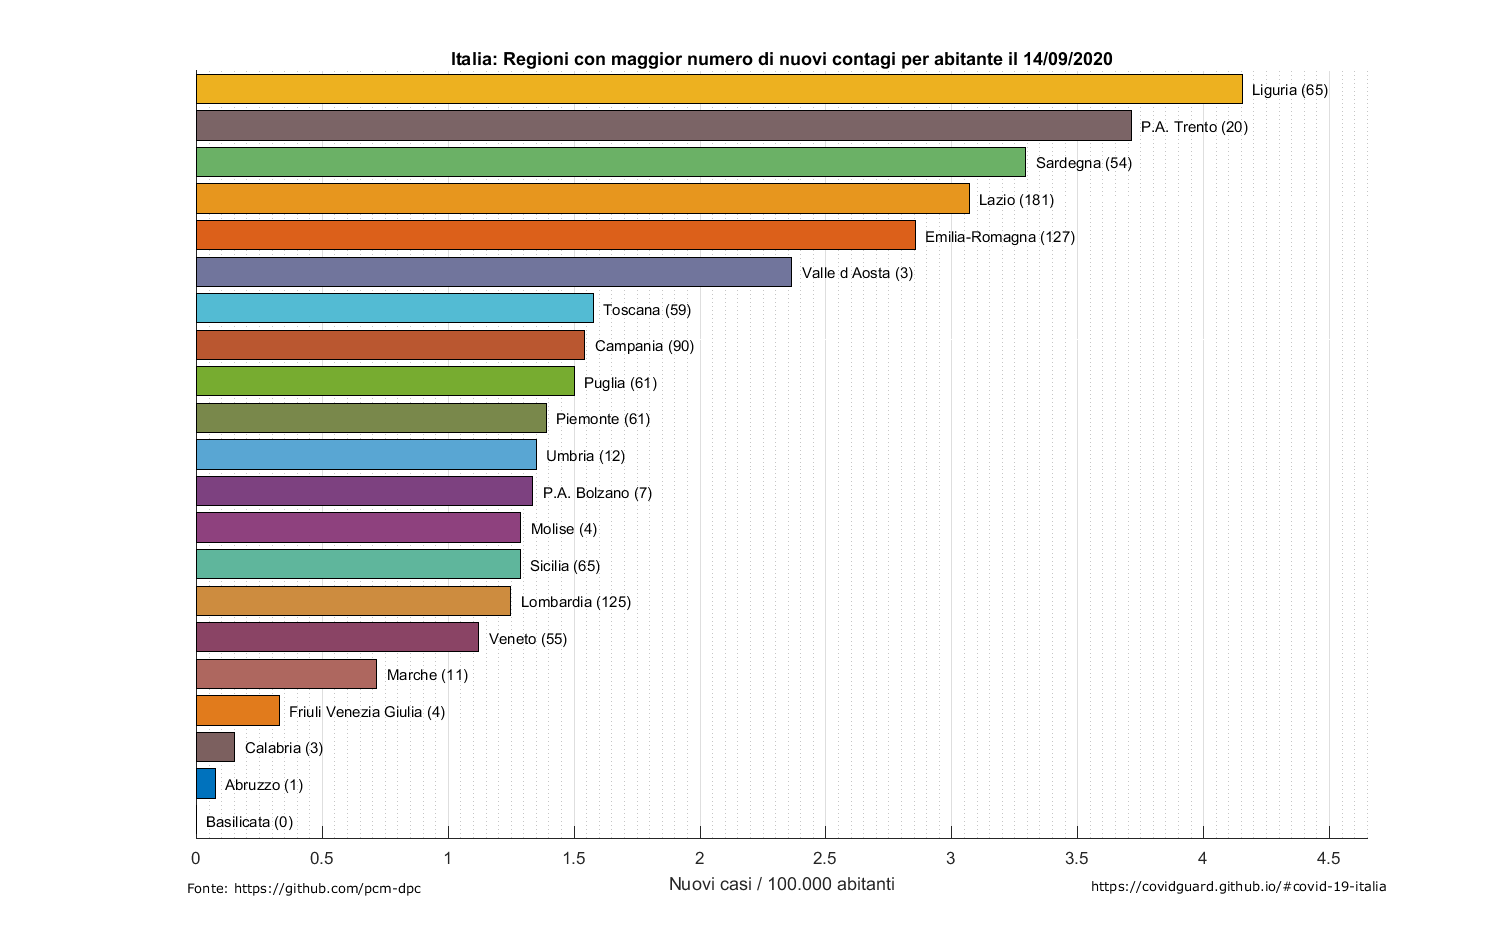 Italia: Regioni con maggior numero di nuovi contagi per abitante il 14/09/2020
Liguria (65)
P.A. Trento (20)
Sardegna (54)
Lazio (181)
Emilia-Romagna (127)
Valle d Aosta (3)
Toscana (59)
Campania (90)
Puglia (61)
Piemonte (61)
Umbria (12)
P.A. Bolzano (7)
Molise (4)
Sicilia (65)
Lombardia (125)
Veneto (55)
Marche (11)
Friuli Venezia Giulia (4)
Calabria (3)
Abruzzo (1)
Basilicata (0)
0 0.5 1 1.5 2 2.5 3 3.5 4 4.5
Nuovi casi / 100.000 abitanti
Fonte: https://github.com/pcm-dpc
https://covidguard.github.io/#covid-19-italia